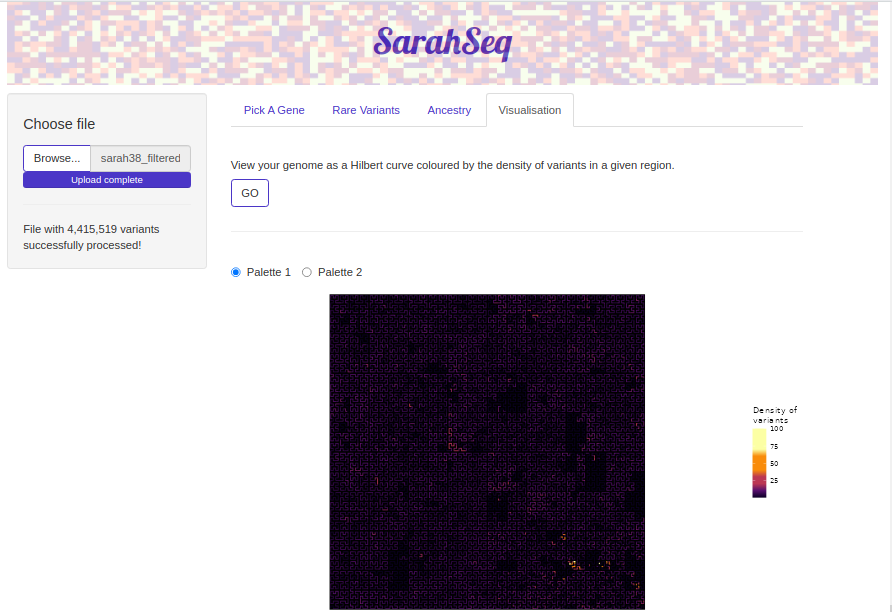 SarahSeq
Choose file
Browse... sarah38_filtered
Upload complete
File with 4,415,519 variants
successfully processed!
Pick A Gene Rare Variants Ancestry Visualisation
View your genome as a Hilbert curve coloured by the density of variants in a given region.
GO
Palette 1 Palette 2
Density of
variants
100
75
50
25